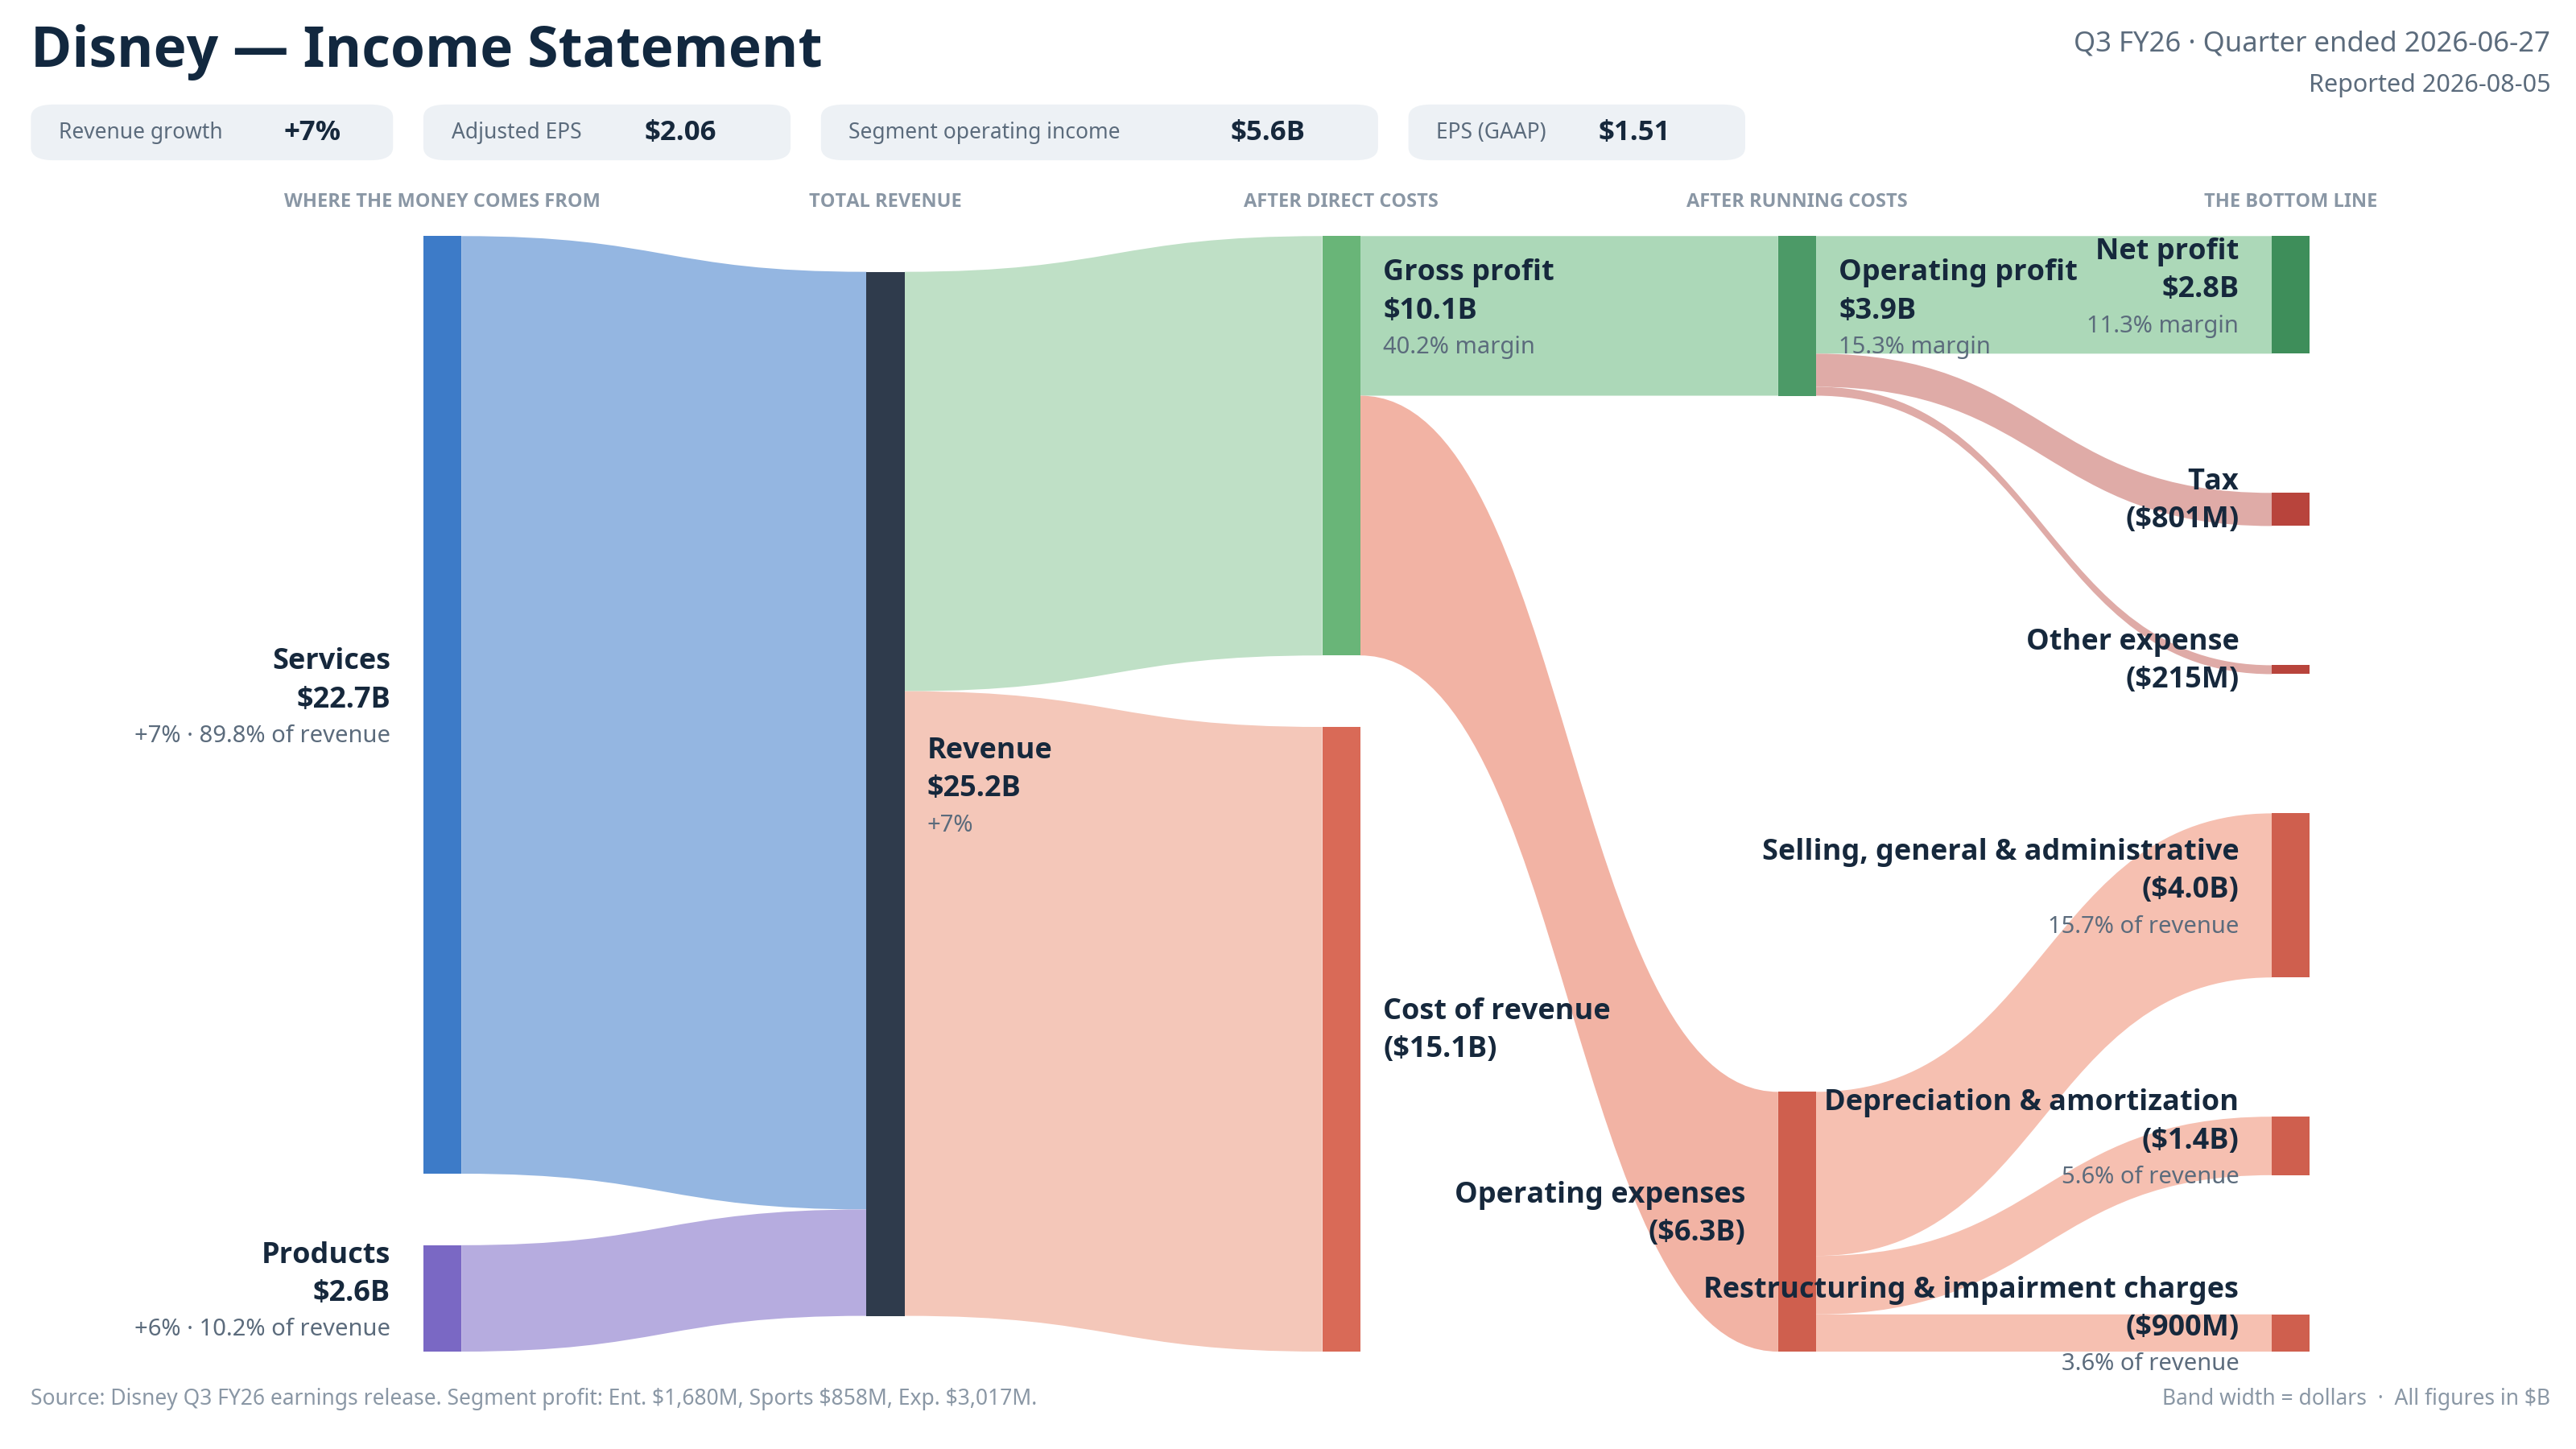 Disney — Income Statement
Q3 FY26 · Quarter ended 2026-06-27
Reported 2026-08-05
Revenue growth +7%
Adjusted EPS $2.06
Segment operating income $5.6B
EPS (GAAP) $1.51
WHERE THE MONEY COMES FROM
TOTAL REVENUE
AFTER DIRECT COSTS
AFTER RUNNING COSTS
THE BOTTOM LINE
Services
$22.7B
+7% · 89.8% of revenue
Products
$2.6B
+6% · 10.2% of revenue
Revenue
$25.2B
+7%
Gross profit
$10.1B
40.2% margin
Cost of revenue
($15.1B)
Operating profit
$3.9B
15.3% margin
Operating expenses
($6.3B)
Net profit
$2.8B
11.3% margin
Tax
($801M)
Other expense
($215M)
Selling, general & administrative
($4.0B)
15.7% of revenue
Depreciation & amortization
($1.4B)
5.6% of revenue
Restructuring & impairment charges
($900M)
3.6% of revenue
Source: Disney Q3 FY26 earnings release. Segment profit: Ent. $1,680M, Sports $858M, Exp. $3,017M.
Band width = dollars · All figures in $B